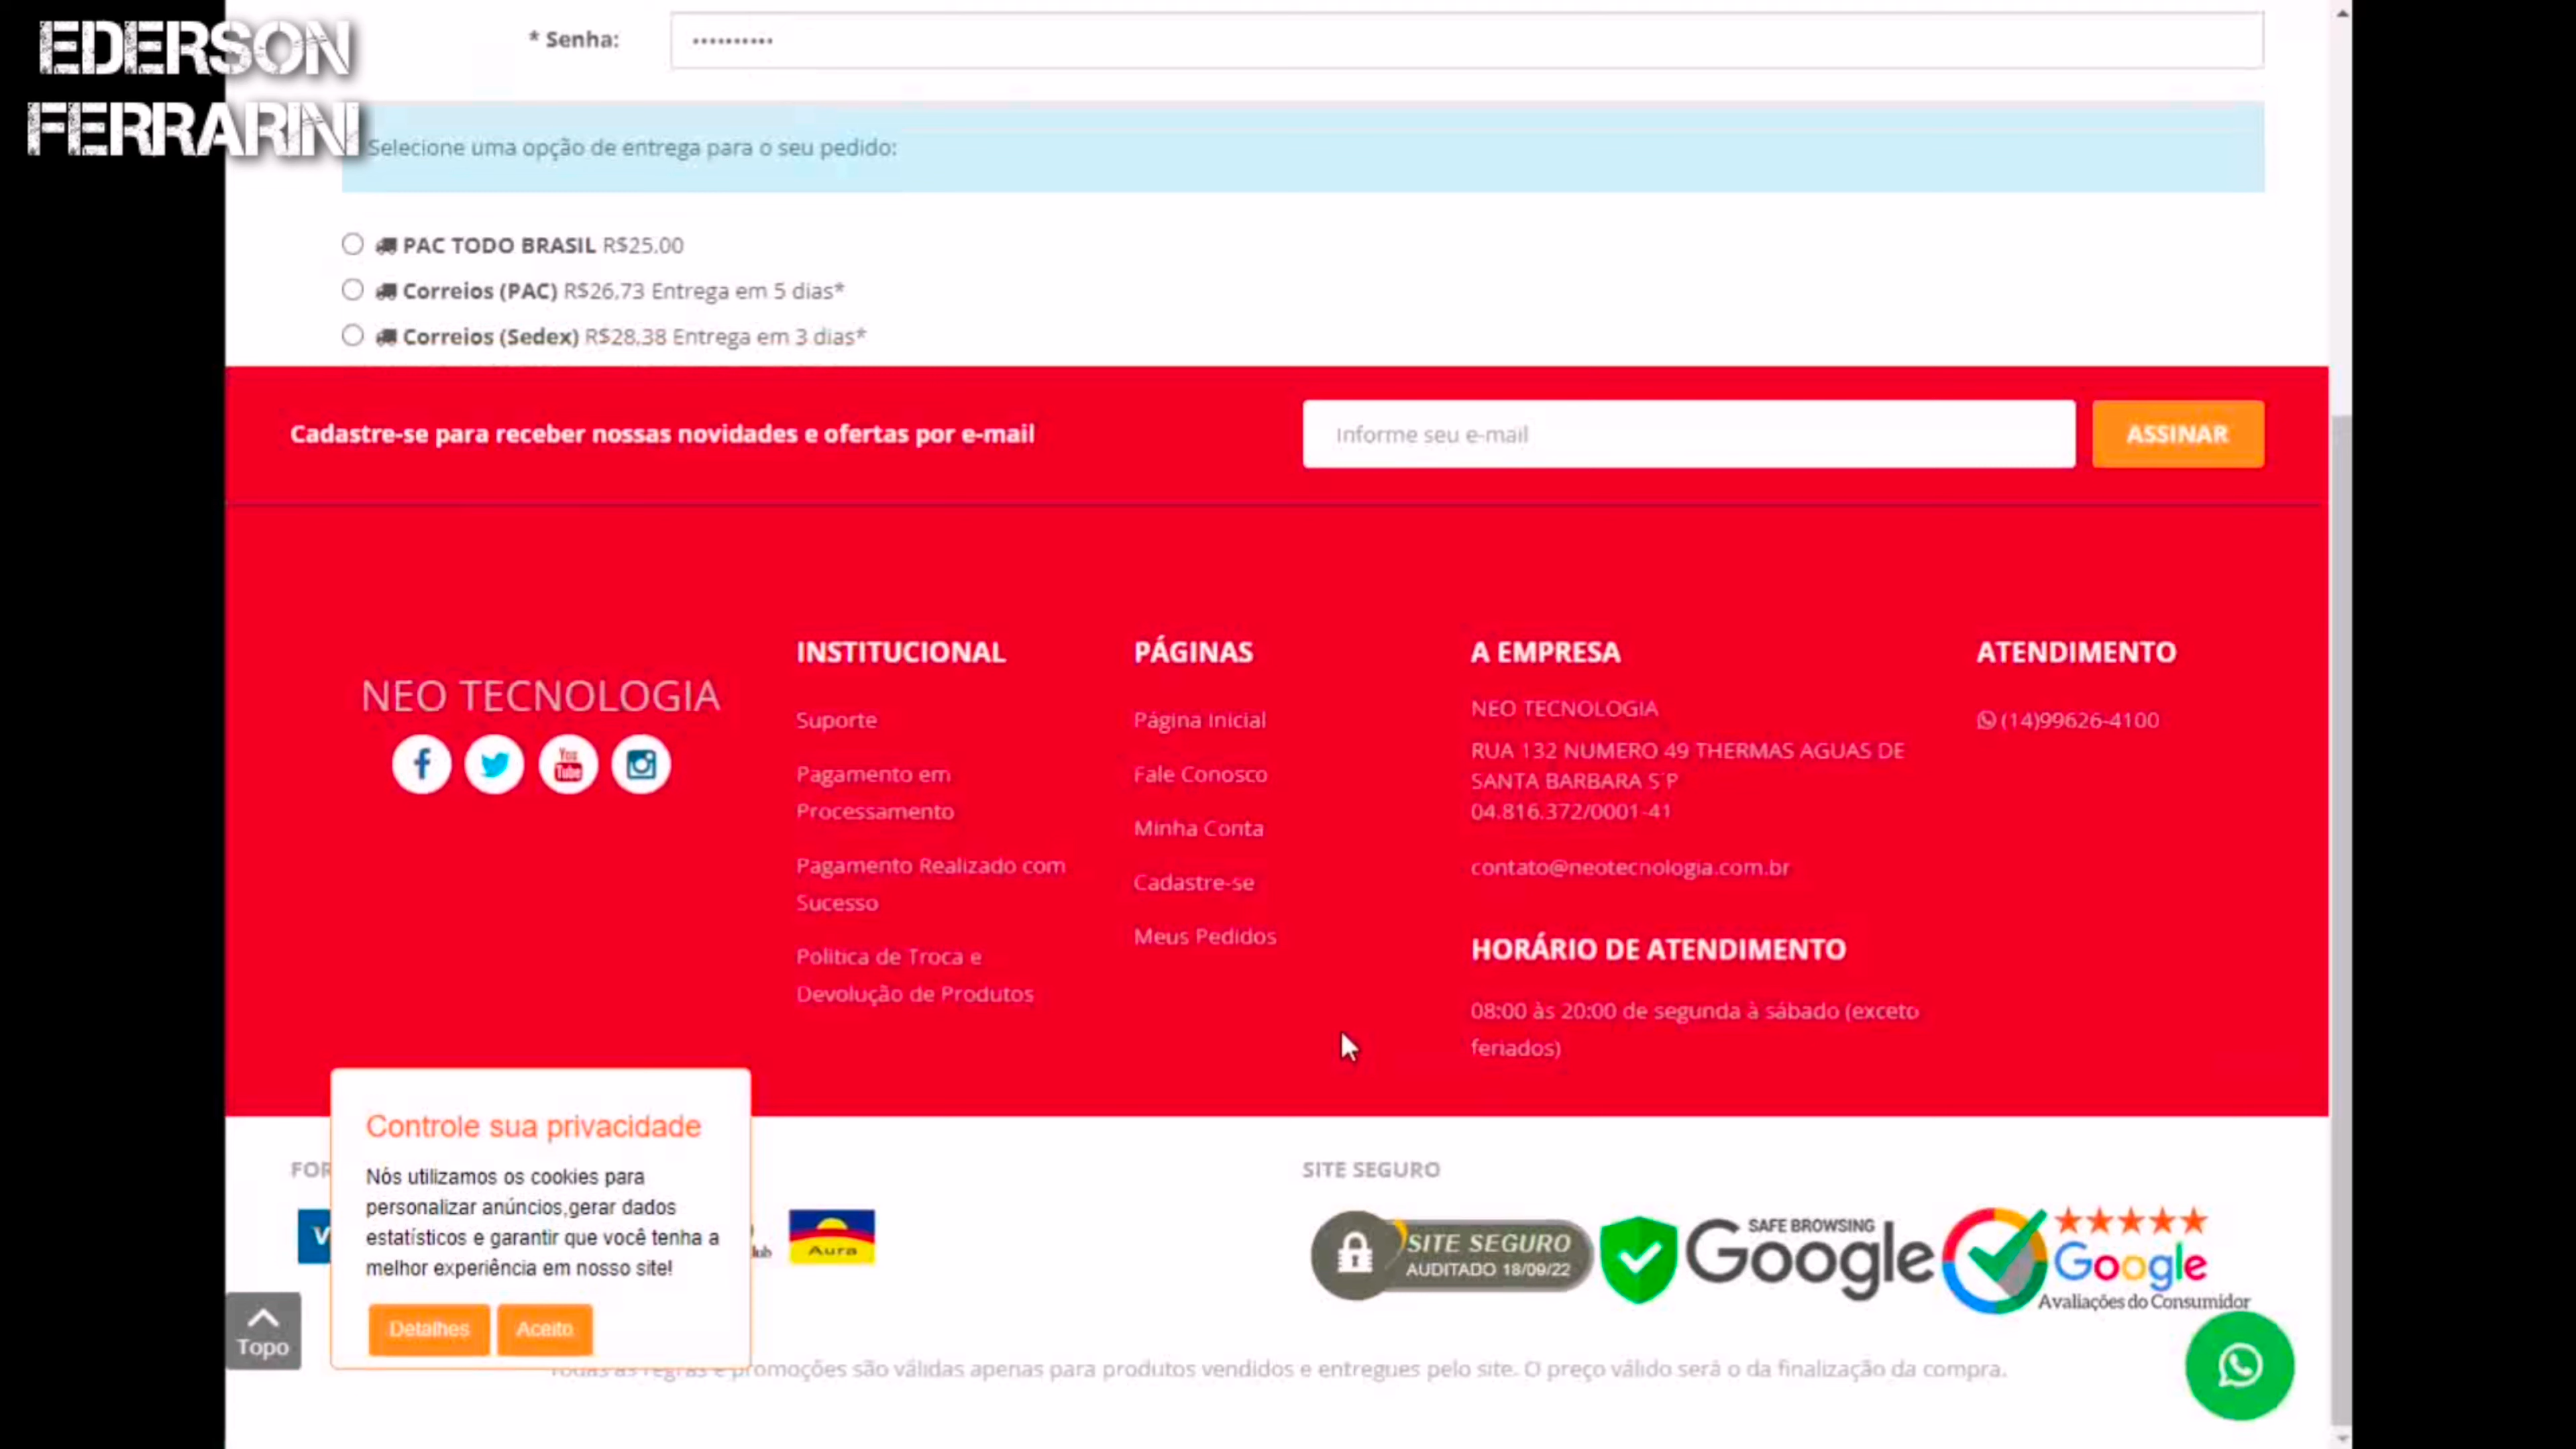 EDERSON
FERRARINI
* Senha:
Selecione uma opção de entrega para o seu pedido:
PAC TODO BRASIL R$25,00
Correios (PAC) R$26,73 Entrega em 5 dias*
Correios (Sedex) R$28,38 Entrega em 3 dias*
Cadastre-se para receber nossas novidades e ofertas por e-mail
Informe seu e-mail
ASSINAR
NEO TECNOLOGIA
You
Tube
INSTITUCIONAL
Suporte
Pagamento em
Processamento
Pagamento Realizado com
Sucesso
Politica de Troca e
Devolução de Produtos
PÁGINAS
Página Inicial
Fale Conosco
Minha Conta
Cadastre-se
Meus Pedidos
A EMPRESA
NEO TECNOLOGIA
RUA 132 NUMERO 49 THERMAS AGUAS DE
SANTA BARBARA S´P
04.816.372/0001-41
contato@neotecnologia.com.br
HORÁRIO DE ATENDIMENTO
08:00 às 20:00 de segunda à sábado (exceto
feriados)
ATENDIMENTO
(14)99626-4100
Controle sua privacidade
Nós utilizamos os cookies para
personalizar anúncios,gerar dados
estatísticos e garantir que você tenha a
melhor experiência em nosso site!
Detalhes
Aceito
FOR
V
Aura
Topo
SITE SEGURO
SITE SEGURO
AUDITADO 18/09/22
SAFE BROWSING
Google
Google
Avaliações do Consumidor
Todas as regras e promoções são válidas apenas para produtos vendidos e entregues pelo site. O preço válido será o da finalização da compra.